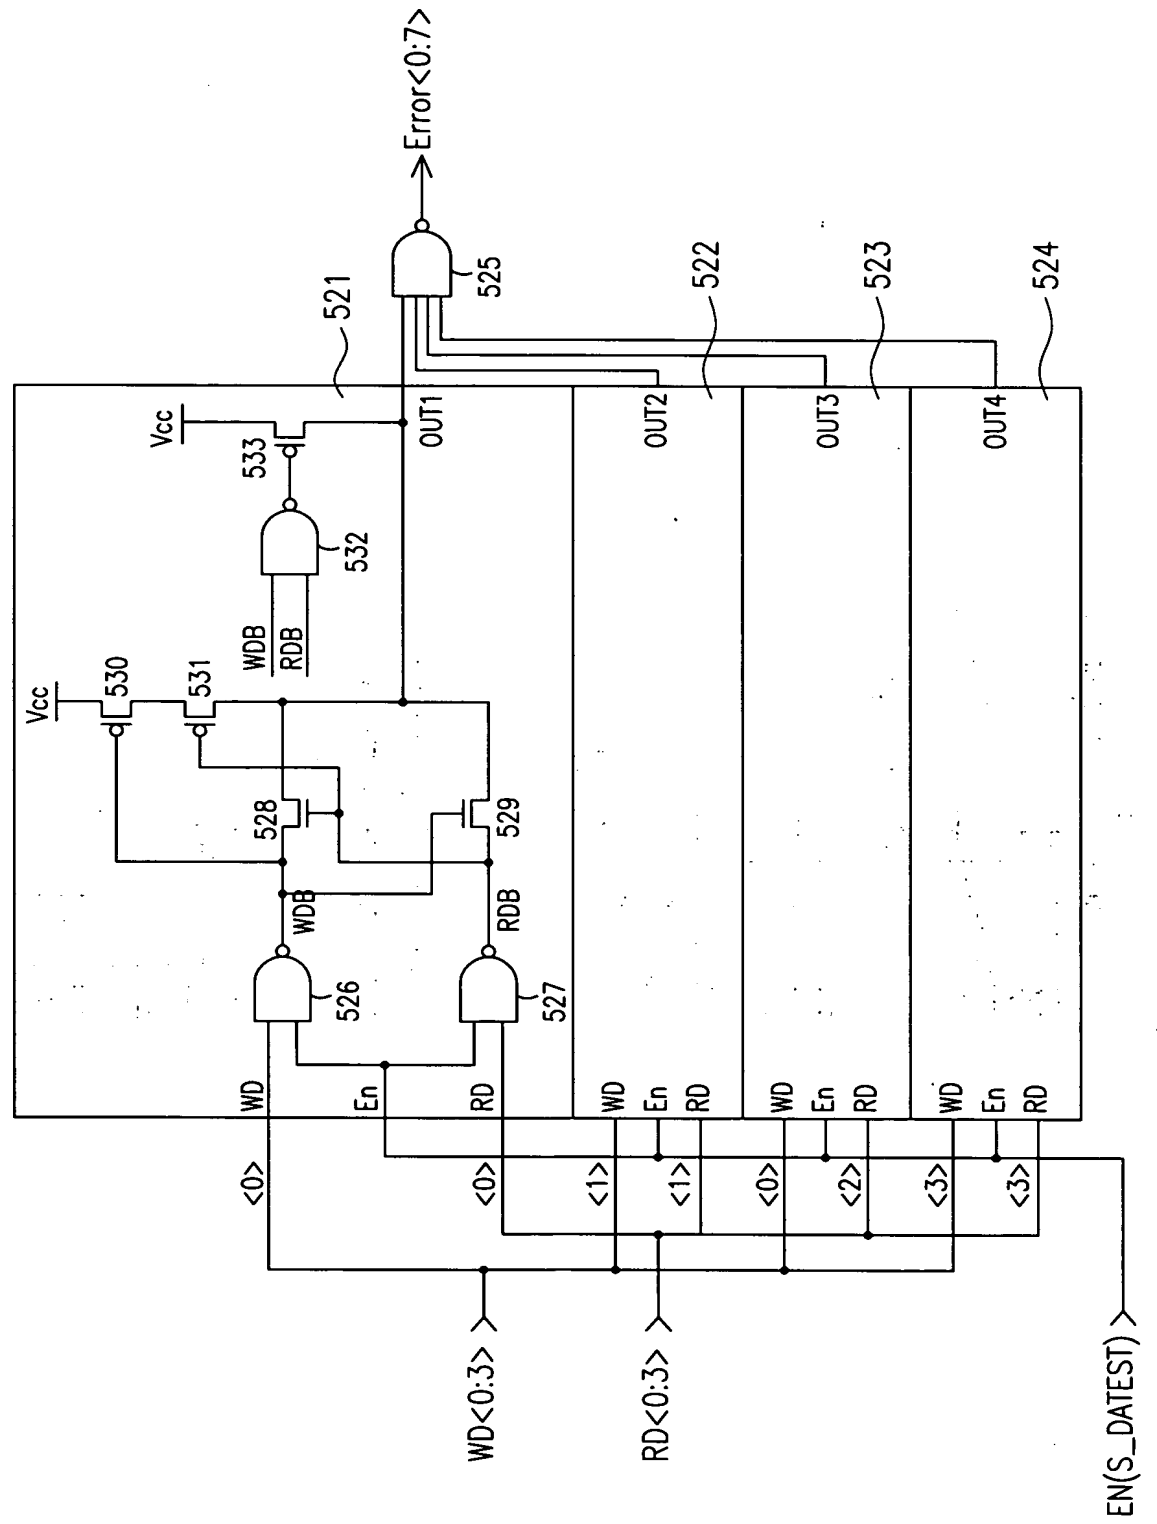 Error<0:7>
525
521
522
523
524
Vcc
533
OUT1
OUT2
OUT3
OUT4
532
WDB
RDB
Vcc
530
531
528
529
WDB
RDB
526
527
WD
En
RD
WD
En
RD
WD
En
RD
WD
En
RD
<0>
<0>
<1>
<1>
<0>
<2>
<3>
<3>
WD<0:3>
RD<0:3>
EN(S_DATEST)